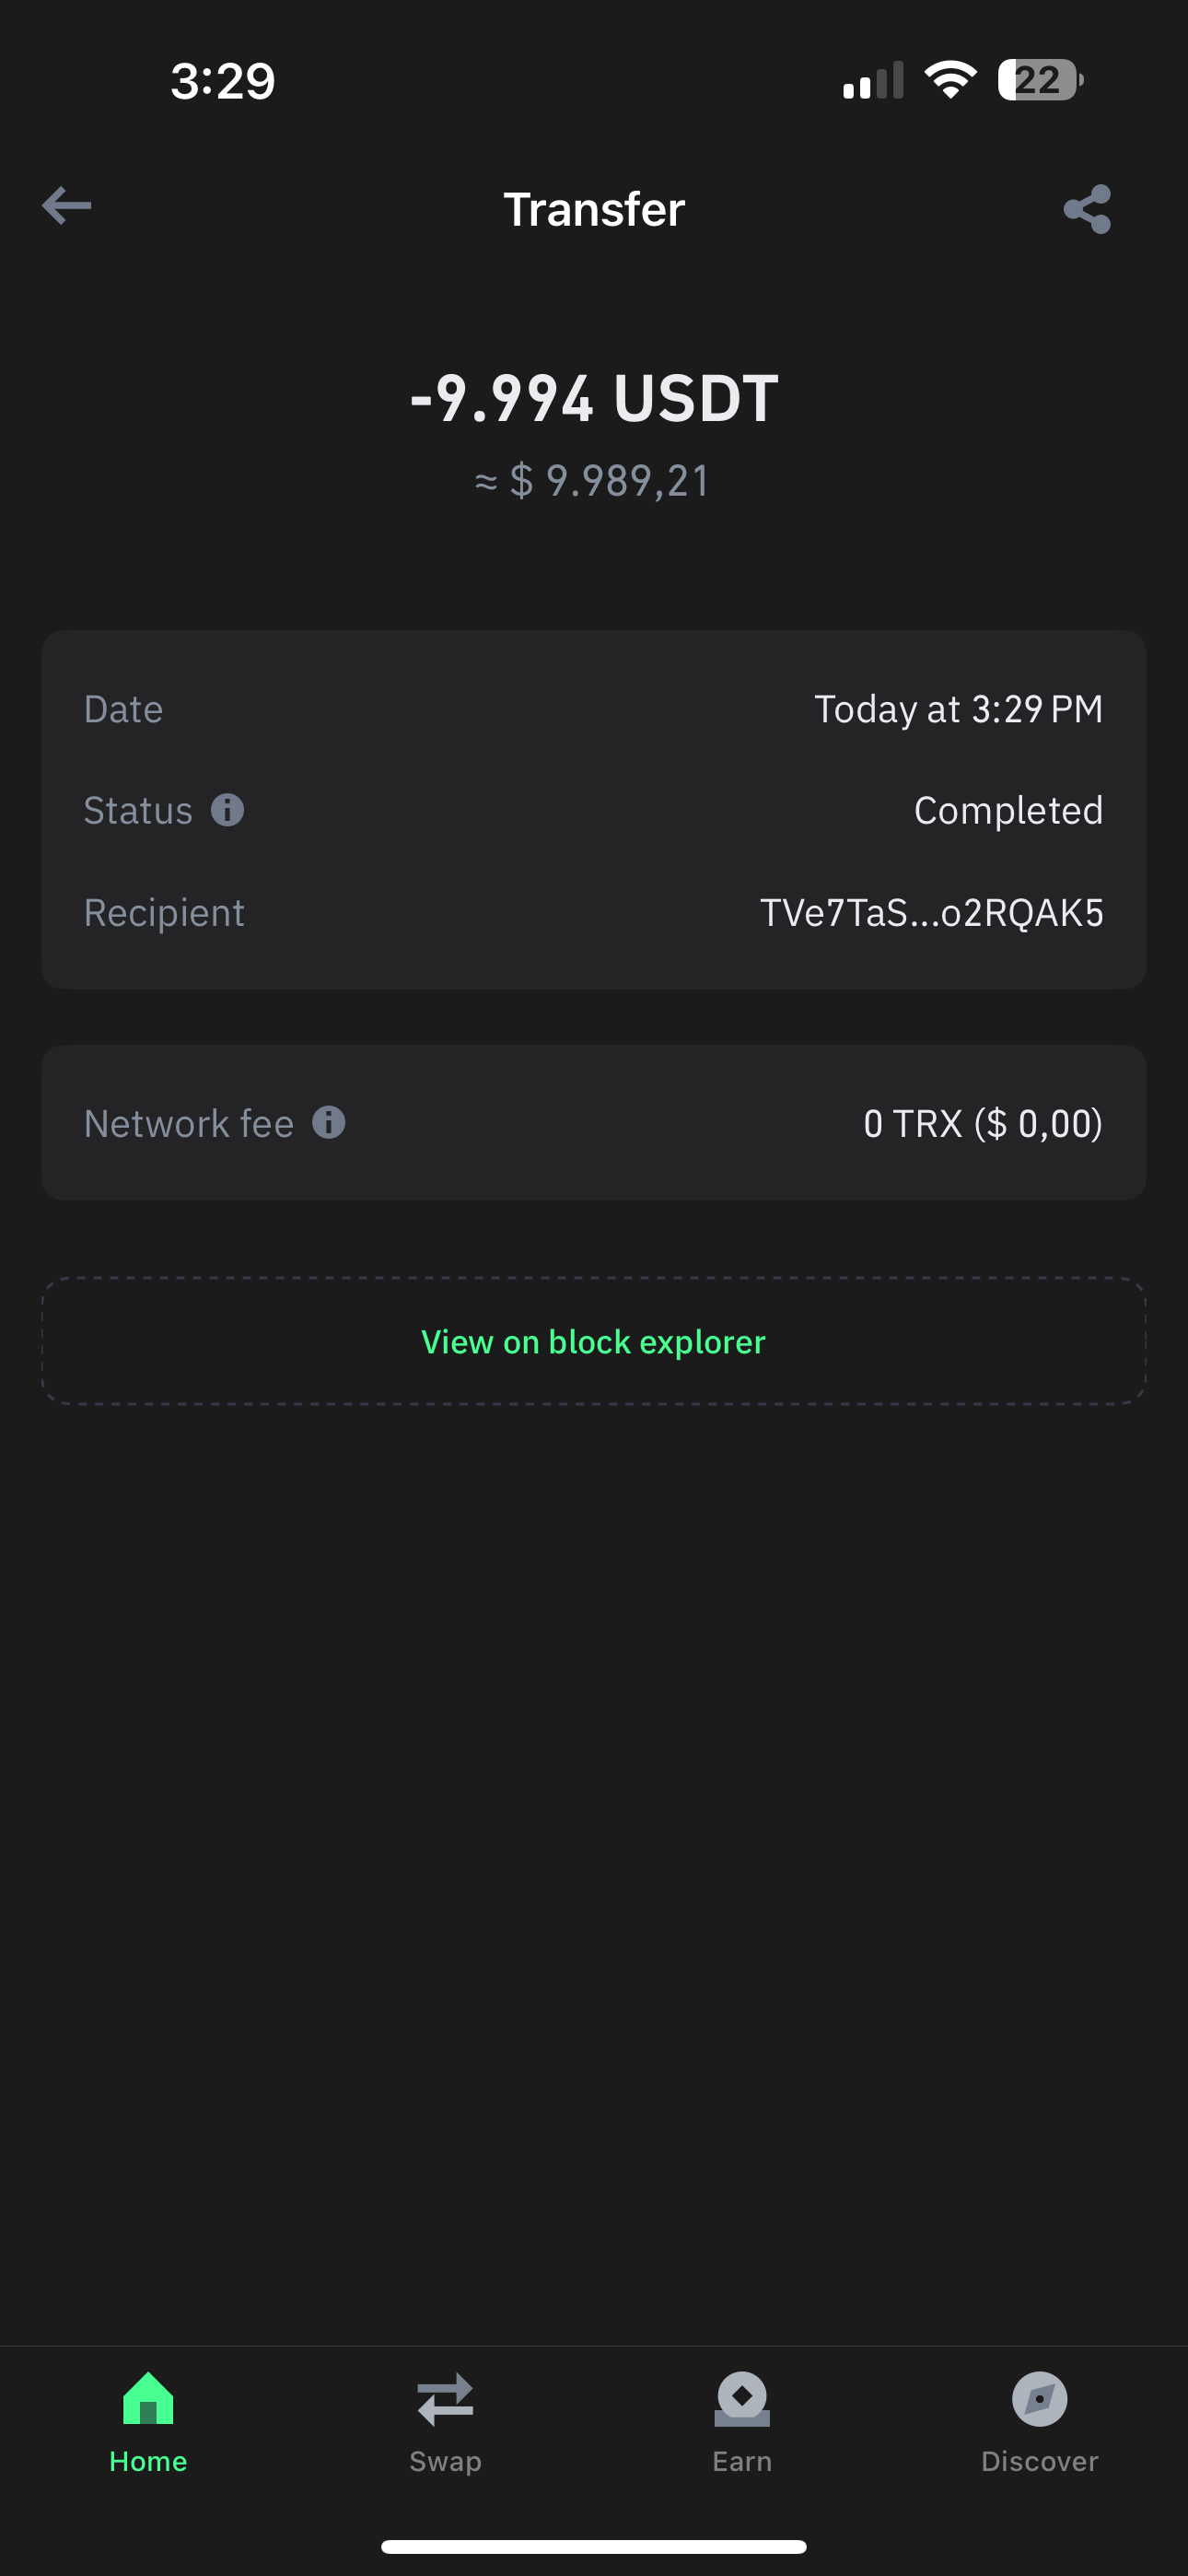 3:29
22
Transfer
-9.994 USDT
≈ $ 9.989,21
Date Today at 3:29 PM
Status Completed
Recipient TVe7TaS...o2RQAK5
Network fee 0 TRX ($ 0,00)
View on block explorer
Home Swap Earn Discover